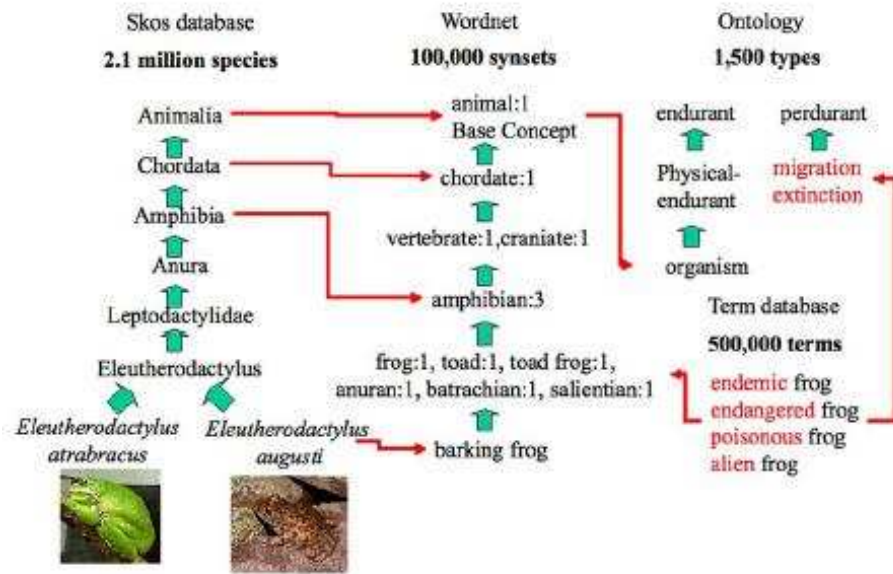 Skos database
2.1 million species
Animalia
Chordata
Amphibia
Anura
Leptodactylidae
Eleutherodactylus
Eleutherodactylus
atrabracus
Eleutherodactylus
augusti
Wordnet
100,000 synsets
animal:1
Base Concept
chordate:1
vertebrate:1,craniate:1
amphibian:3
frog:1, toad:1, toad frog:1,
anuran:1, batrachian:1, salientian:1
barking frog
Ontology
1,500 types
endurant
Physical-
endurant
organism
perdurant
migration
extinction
Term database
500,000 terms
endemic frog
endangered frog
poisonous frog
alien frog